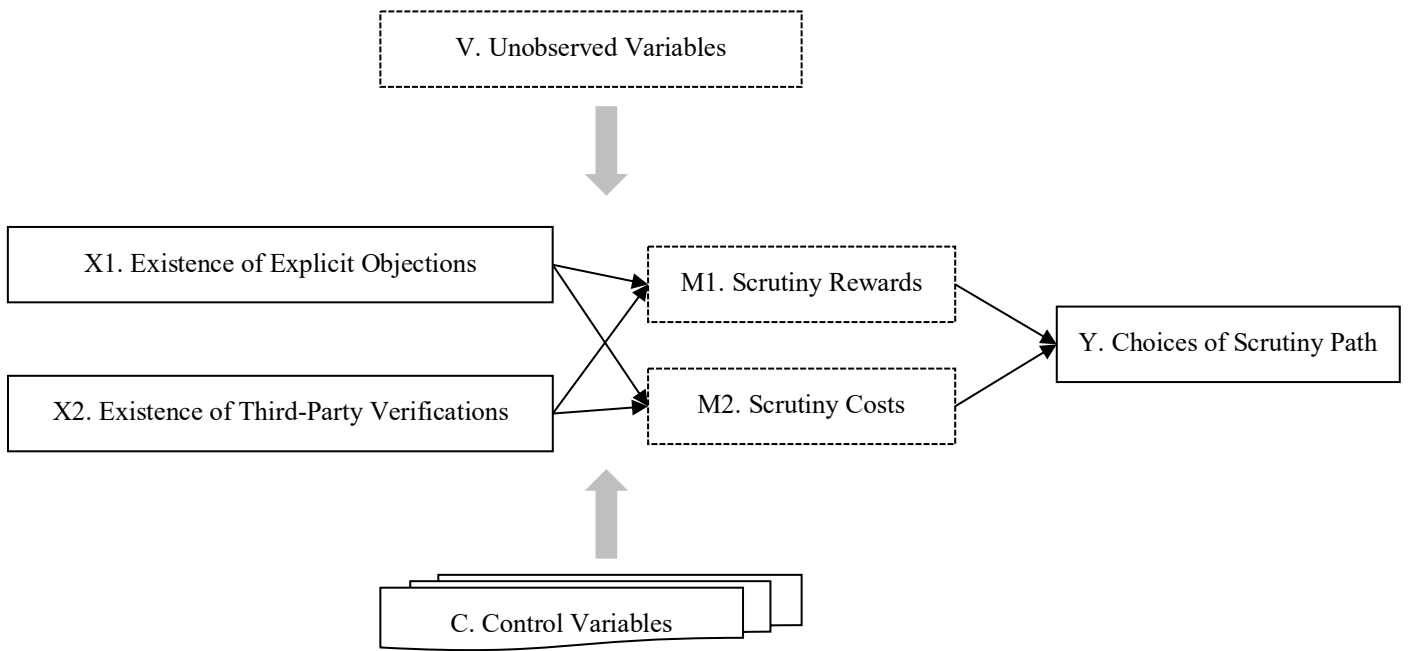 V. Unobserved Variables
X1. Existence of Explicit Objections
M1. Scrutiny Rewards
Y. Choices of Scrutiny Path
X2. Existence of Third-Party Verifications
M2. Scrutiny Costs
C. Control Variables